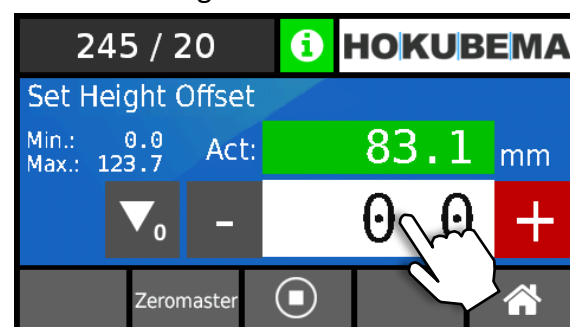 245 / 20
i
HOKUBEMA
Set Height Offset
Min.: 0.0
Max.: 123.7
Act: 83.1 mm
0 - 0.0 +
Zeromaster